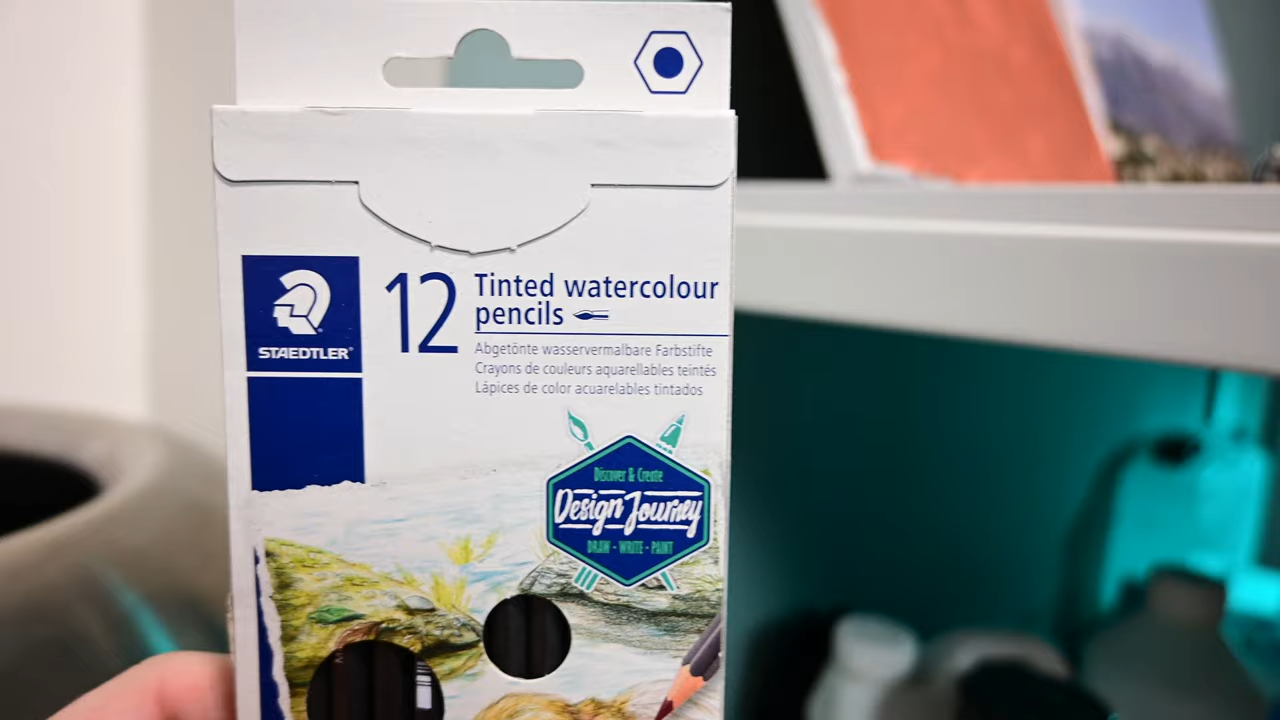 STAEDTLER®
12
Tinted watercolour
pencils
Abgetönte wasservermalbare Farbstifte
Crayons de couleurs aquarellables teintés
Lápices de color acuarelables tintados
Discover & Create
Design Journey
DRAW - WRITE - PAINT